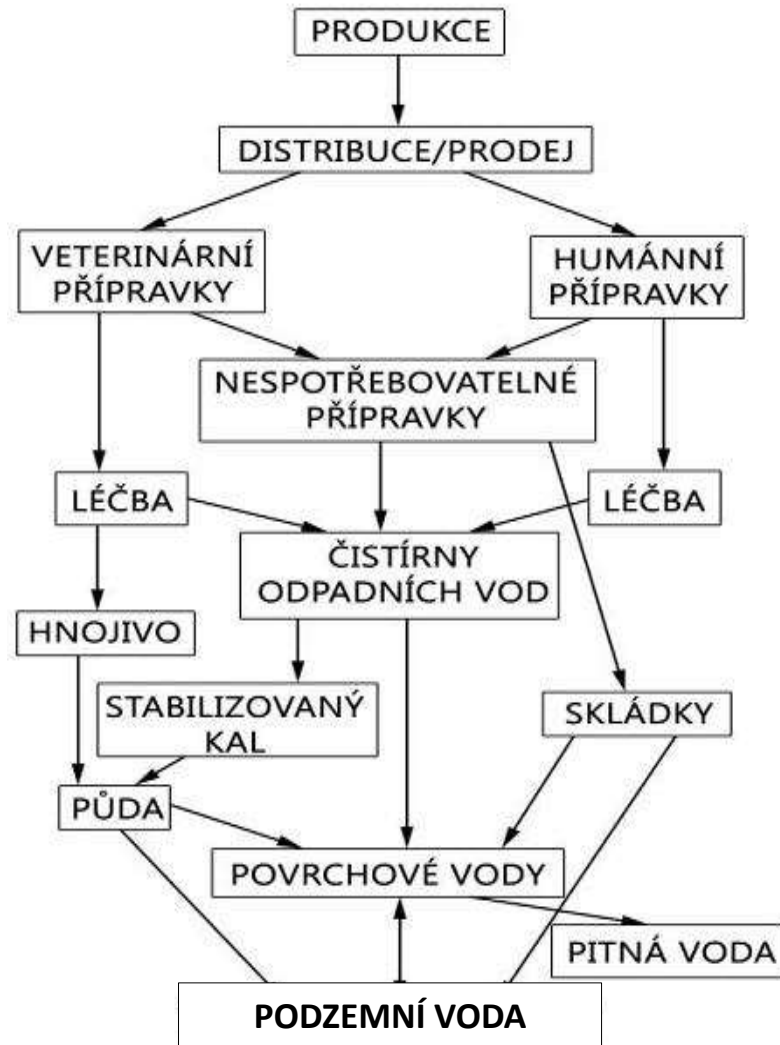 PRODUKCE
DISTRIBUCE/PRODEJ
VETERINÁRNÍ
PŘÍPRAVKY
HUMÁNNÍ
PŘÍPRAVKY
NESPOTŘEBOVATELNÉ
PŘÍPRAVKY
LÉČBA
LÉČBA
ČISTÍRNY
ODPADNÍCH VOD
HNOJIVO
STABILIZOVANÝ
KAL
SKLÁDKY
PŮDA
POVRCHOVÉ VODY
PITNÁ VODA
PODZEMNÍ VODA